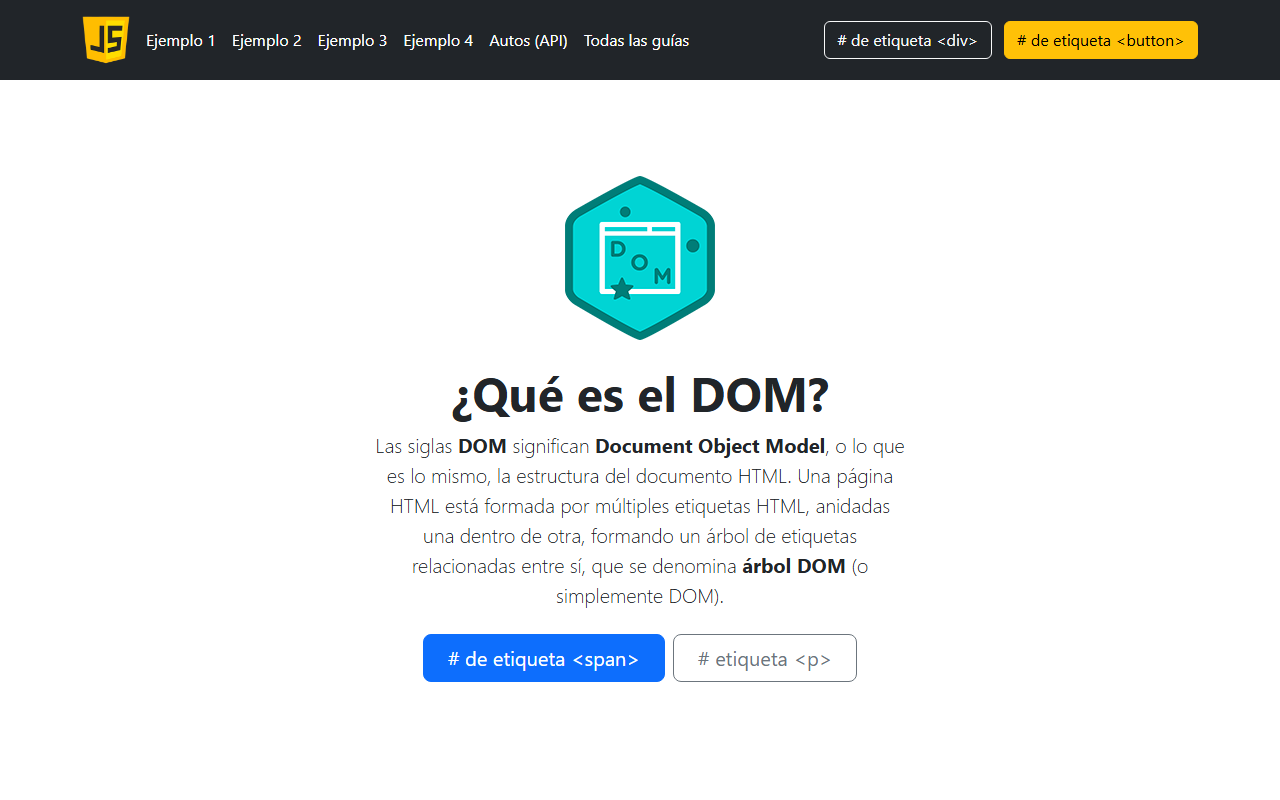 JS
Ejemplo 1 Ejemplo 2 Ejemplo 3 Ejemplo 4 Autos (API) Todas las guías # de etiqueta <div> # de etiqueta <button>
D
O
M
¿Qué es el DOM?
Las siglas DOM significan Document Object Model, o lo que
es lo mismo, la estructura del documento HTML. Una página
HTML está formada por múltiples etiquetas HTML, anidadas
una dentro de otra, formando un árbol de etiquetas
relacionadas entre sí, que se denomina árbol DOM (o
simplemente DOM).
# de etiqueta <span> # etiqueta <p>